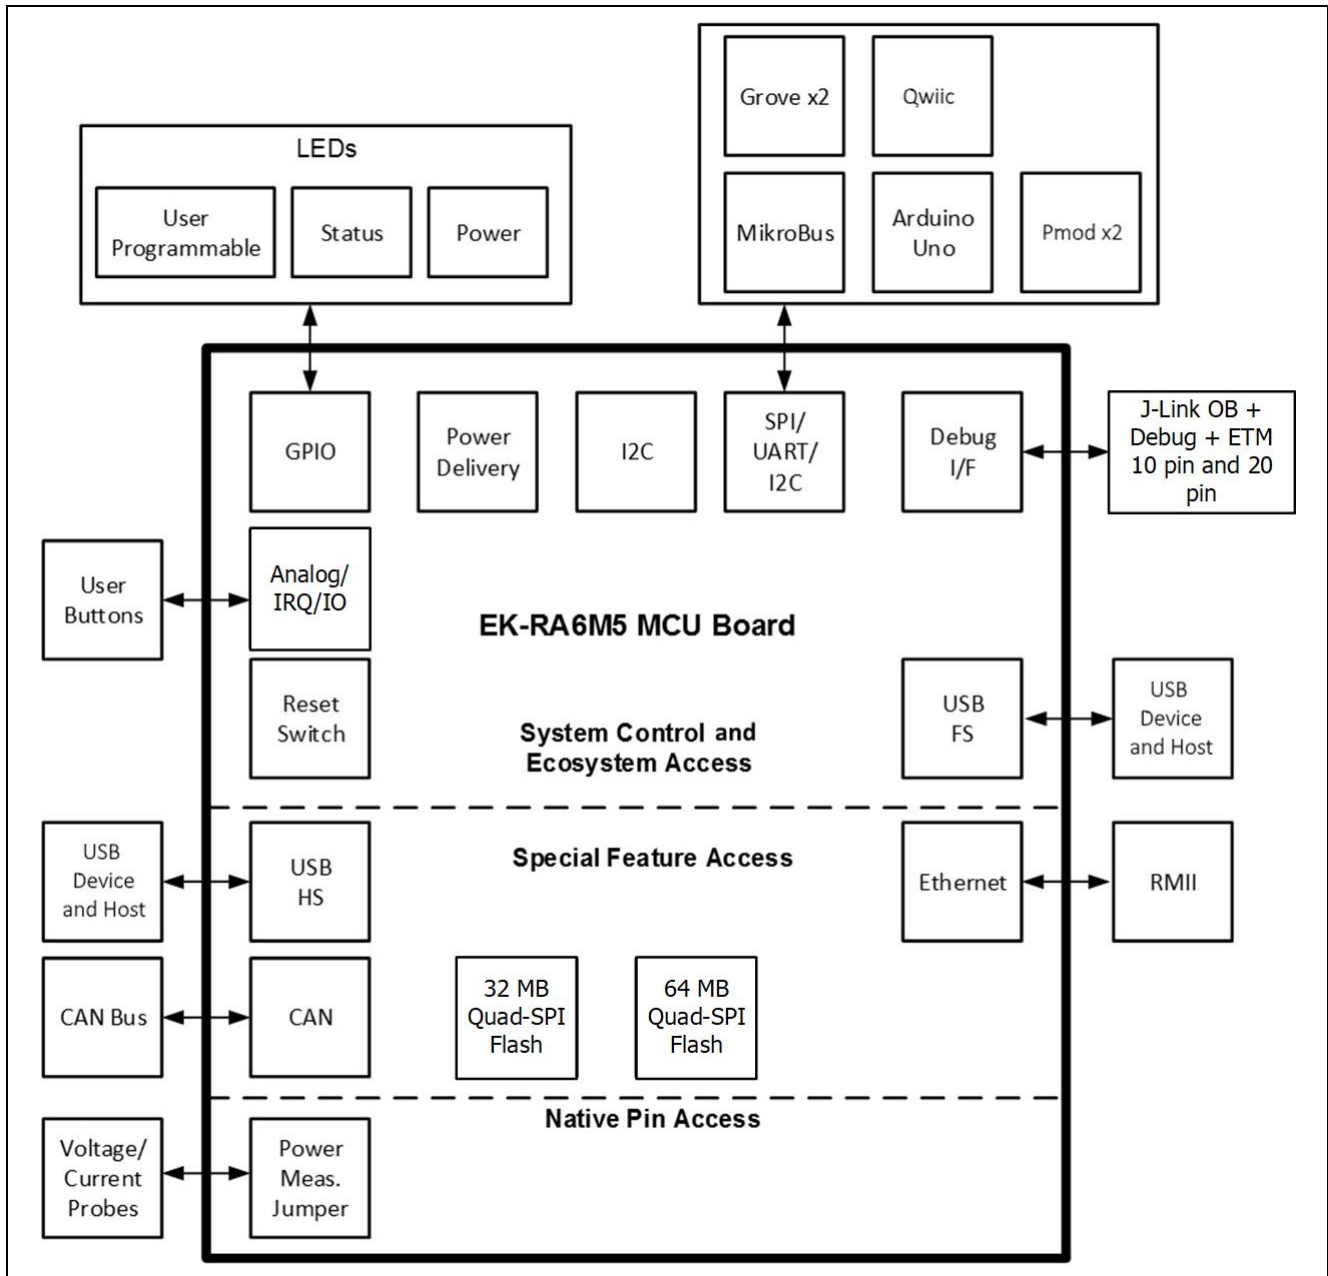 Grove x2
Qwiic
LEDs
User
Programmable
Status
Power
MikroBus
Arduino
Uno
Pmod x2
GPIO
Power
Delivery
I2C
SPI/
UART/
I2C
Debug
I/F
J-Link OB +
Debug + ETM
10 pin and 20
pin
User
Buttons
Analog/
IRQ/IO
EK-RA6M5 MCU Board
Reset
Switch
System Control and
Ecosystem Access
USB
FS
USB
Device
and Host
USB
Device
and Host
USB
HS
Special Feature Access
Ethernet
RMII
CAN Bus
CAN
32 MB
Quad-SPI
Flash
64 MB
Quad-SPI
Flash
Native Pin Access
Voltage/
Current
Probes
Power
Meas.
Jumper